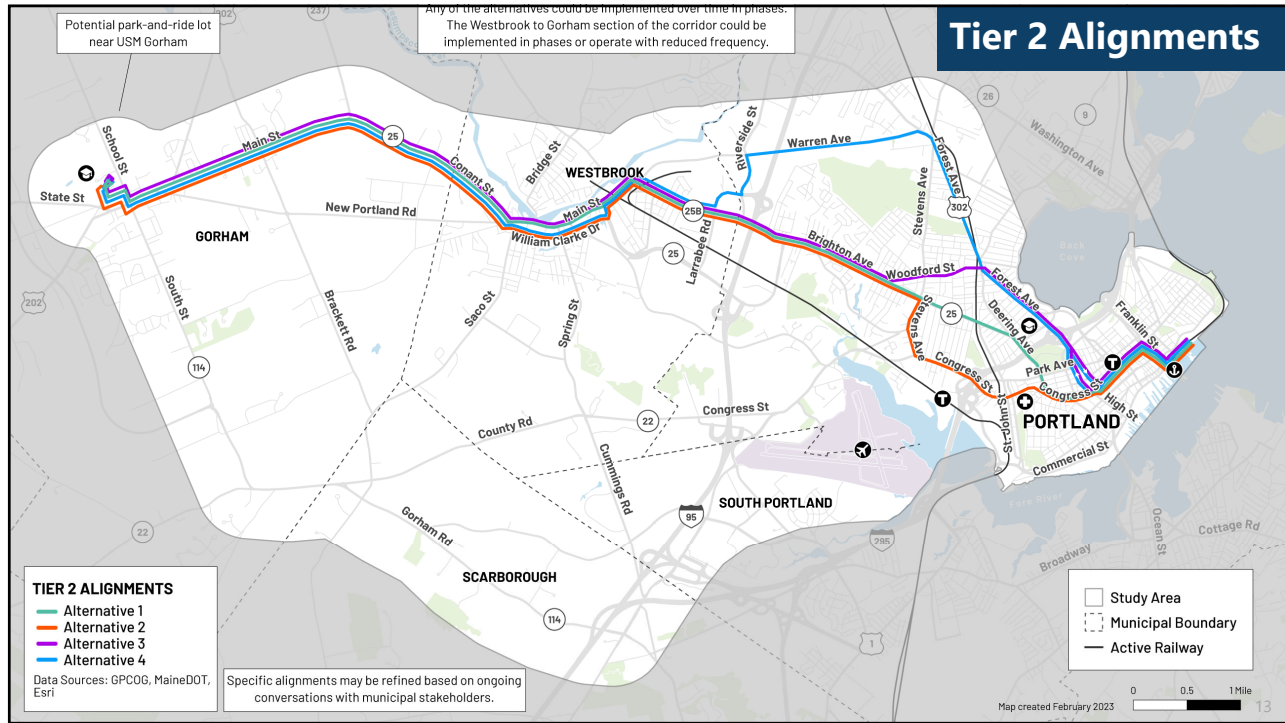 Tier 2 Alignments
Potential park-and-ride lot
near USM Gorham
Any of the alternatives could be implemented over time in phases.
The Westbrook to Gorham section of the corridor could be
implemented in phases or operate with reduced frequency.
202
237
26
9
Washington Ave
School St
Main St
25
Conant St
Bridge St
WESTBROOK
Riverside St
Warren Ave
Forest Ave
302
Stevens Ave
State St
New Portland Rd
Main St
William Clarke Dr
25B
Larrabee Rd
25
Brighton Ave
Woodford St
Forest Ave
Back
Cove
GORHAM
202
South St
Brackett Rd
Saco St
Spring St
Stevens Ave
25
Deering Ave
Franklin St
114
Park Ave
Congress St
Congress St
High St
T
T
PORTLAND
St John St
Commercial St
County Rd
22
Congress St
Cummings Rd
Fore River
SOUTH PORTLAND
95
295
22
Gorham Rd
SCARBOROUGH
114
Broadway
Ocean St
Cottage Rd
1
TIER 2 ALIGNMENTS
Alternative 1
Alternative 2
Alternative 3
Alternative 4
Data Sources: GPCOG, MaineDOT,
Esri
Specific alignments may be refined based on ongoing
conversations with municipal stakeholders.
Study Area
Municipal Boundary
Active Railway
Map created February 2023
0 0.5 1 Mile
13